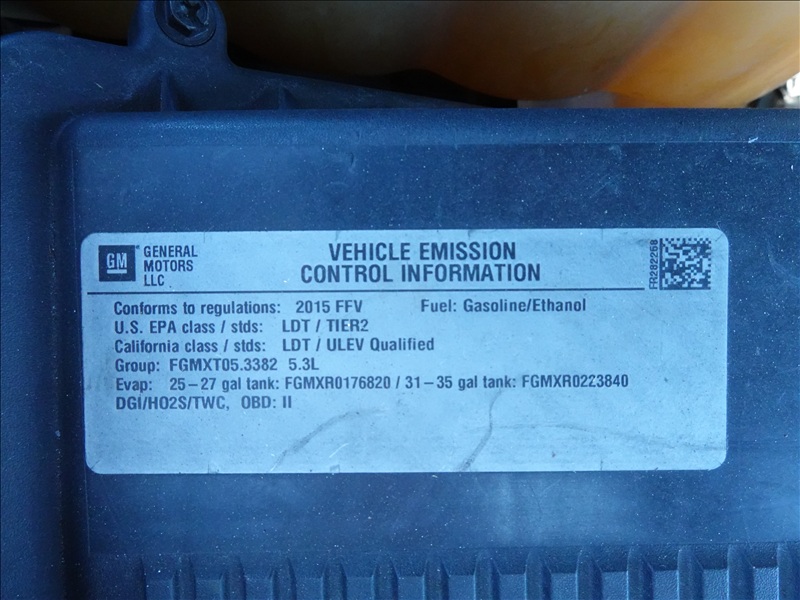 GM
GENERAL
MOTORS
LLC
VEHICLE EMISSION
CONTROL INFORMATION
FR282268
Conforms to regulations: 2015 FFV Fuel: Gasoline/Ethanol
U.S. EPA class / stds: LDT / TIER2
California class / stds: LDT / ULEV Qualified
Group: FGMXT05.3382 5.3L
Evap: 25-27 gal tank: FGMXR0176820 / 31-35 gal tank: FGMXR0223840
DGI/HO2S/TWC, OBD: II